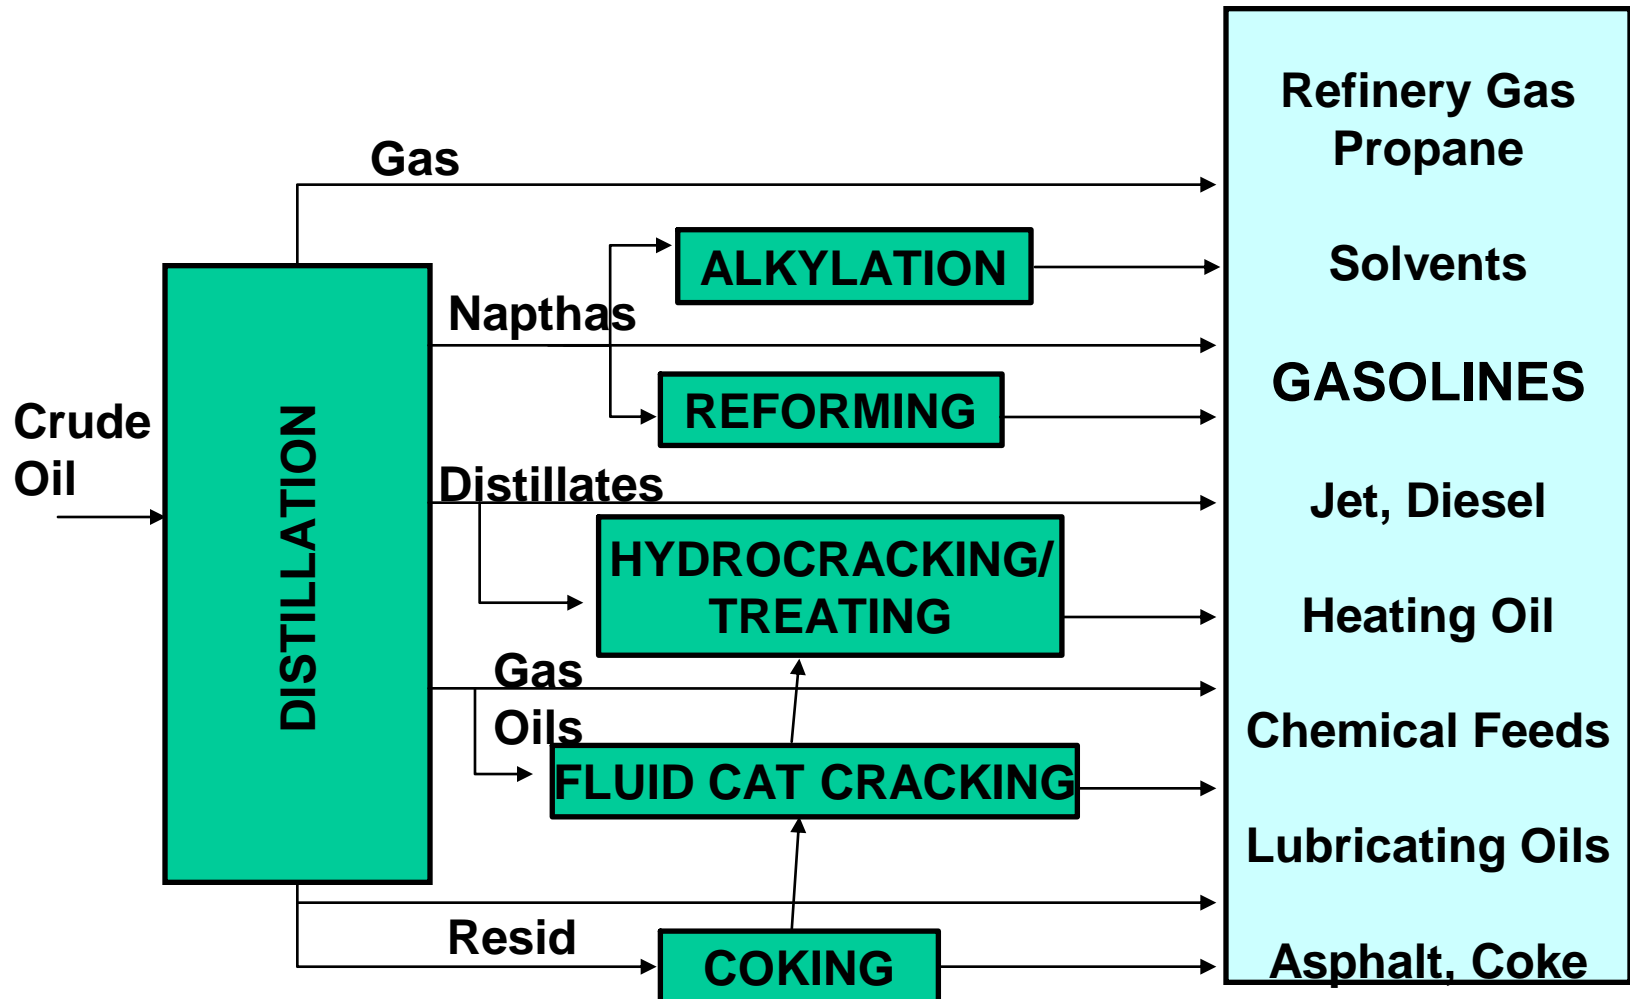 Refinery Gas
Propane
Gas
ALKYLATION
Solvents
Napthas
GASOLINES
REFORMING
Crude
Oil
DISTILLATION
Distillates
Jet, Diesel
HYDROCRACKING/
TREATING
Heating Oil
Gas
Oils
Chemical Feeds
FLUID CAT CRACKING
Lubricating Oils
Resid
COKING
Asphalt, Coke